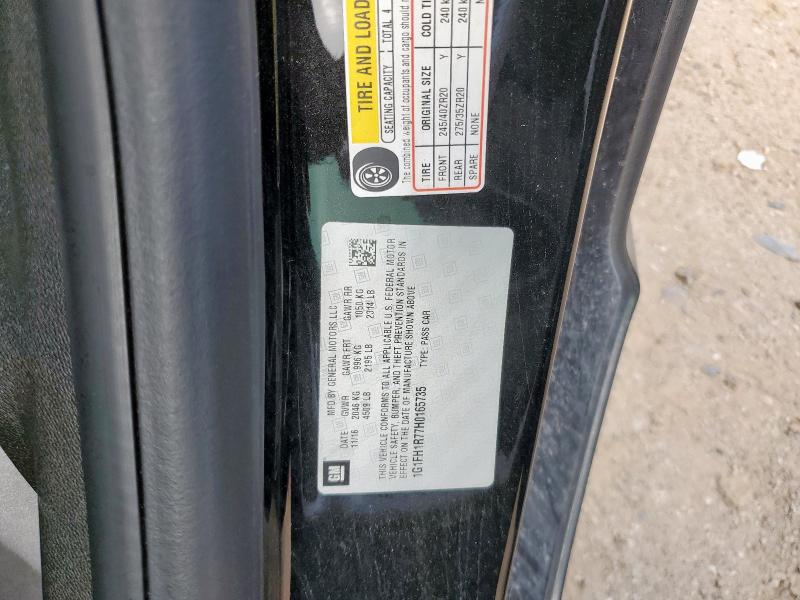 TIRE AND LOAD
SEATING CAPACITY TOTAL 4
The combined weight of occupants and cargo should n
TIRE ORIGINAL SIZE COLD TI
FRONT 245/40ZR20 Y 240 k
REAR 275/35ZR20 Y 240 k
SPARE NONE
MFD BY GENERAL MOTORS LLC
DATE GVWR GAWR FRT GAWR RR
11/16 2046 KG 996 KG 1050 KG
4509 LB 2195 LB 2314 LB
THIS VEHICLE CONFORMS TO ALL APPLICABLE U.S. FEDERAL MOTOR
VEHICLE SAFETY, BUMPER, AND THEFT PREVENTION STANDARDS IN
EFFECT ON THE DATE OF MANUFACTURE SHOWN ABOVE.
1G1FH1R77H0165735 TYPE: PASS CAR
GM